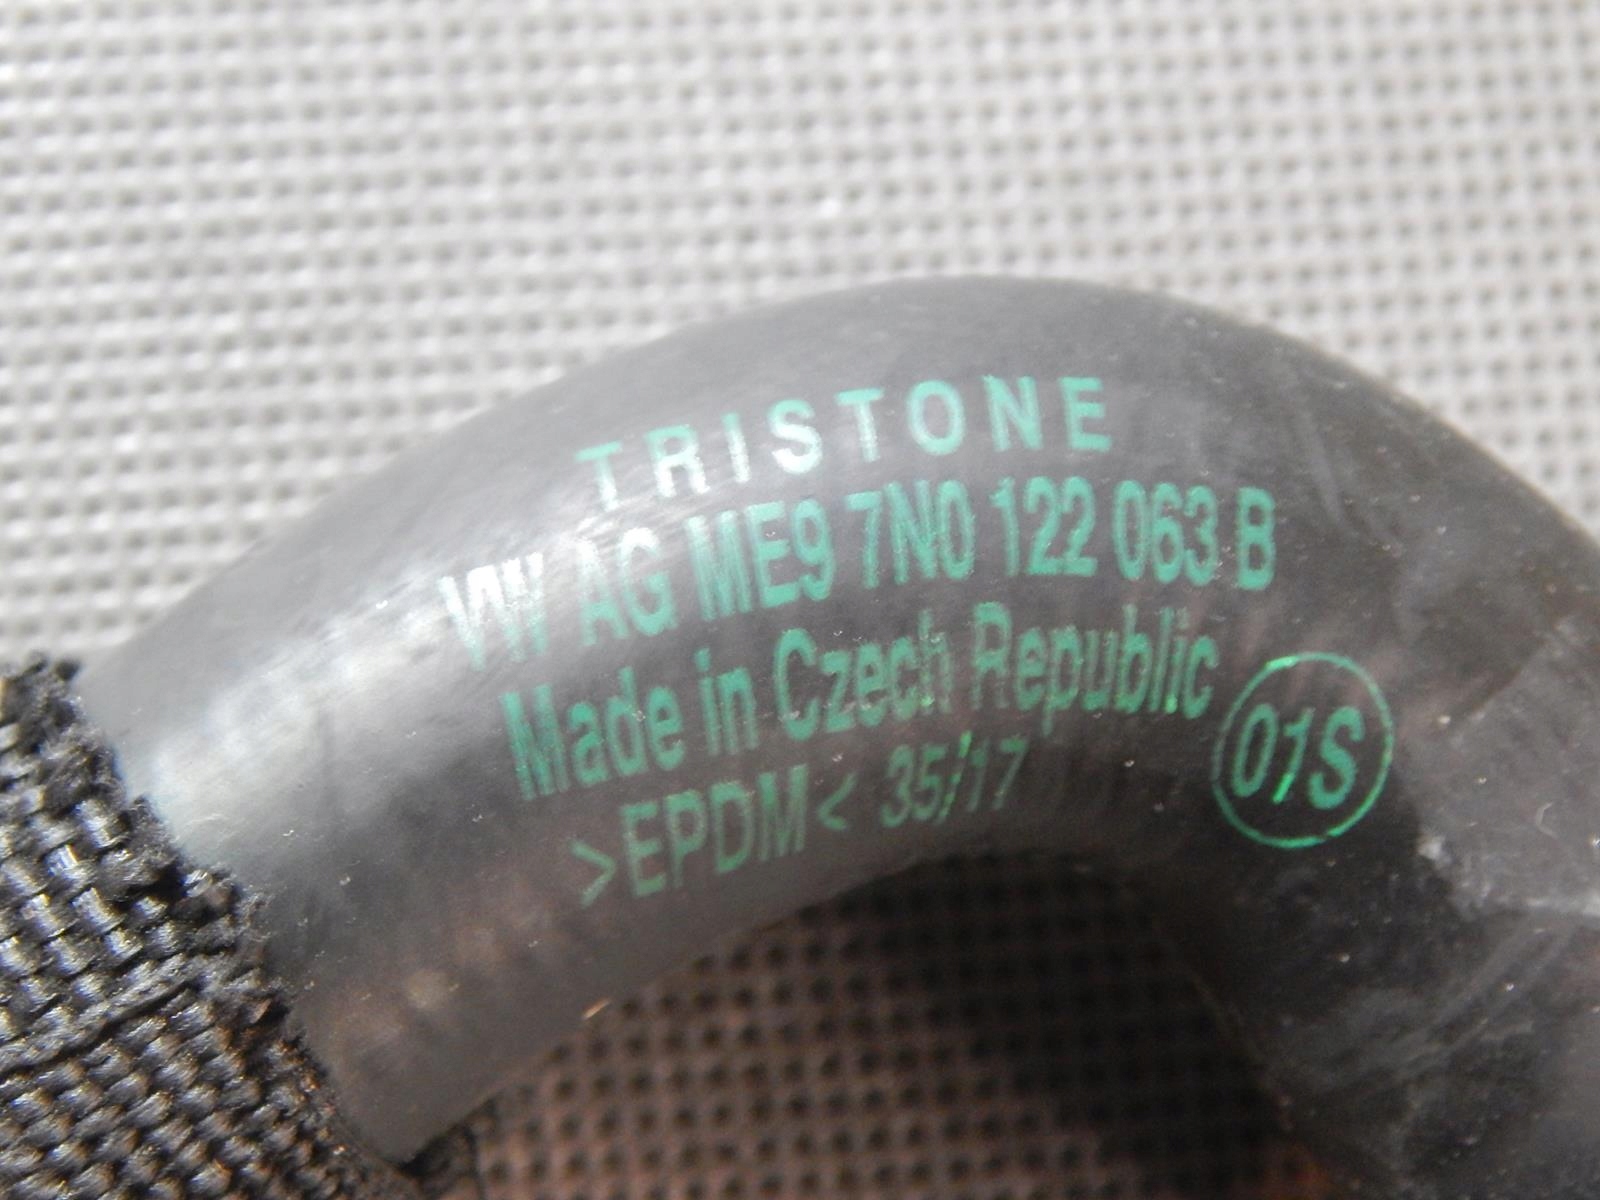 TRISTONE
VW AG ME9 7N0 122 063 B
Made in Czech Republic
>EPDM< 35/17
01S